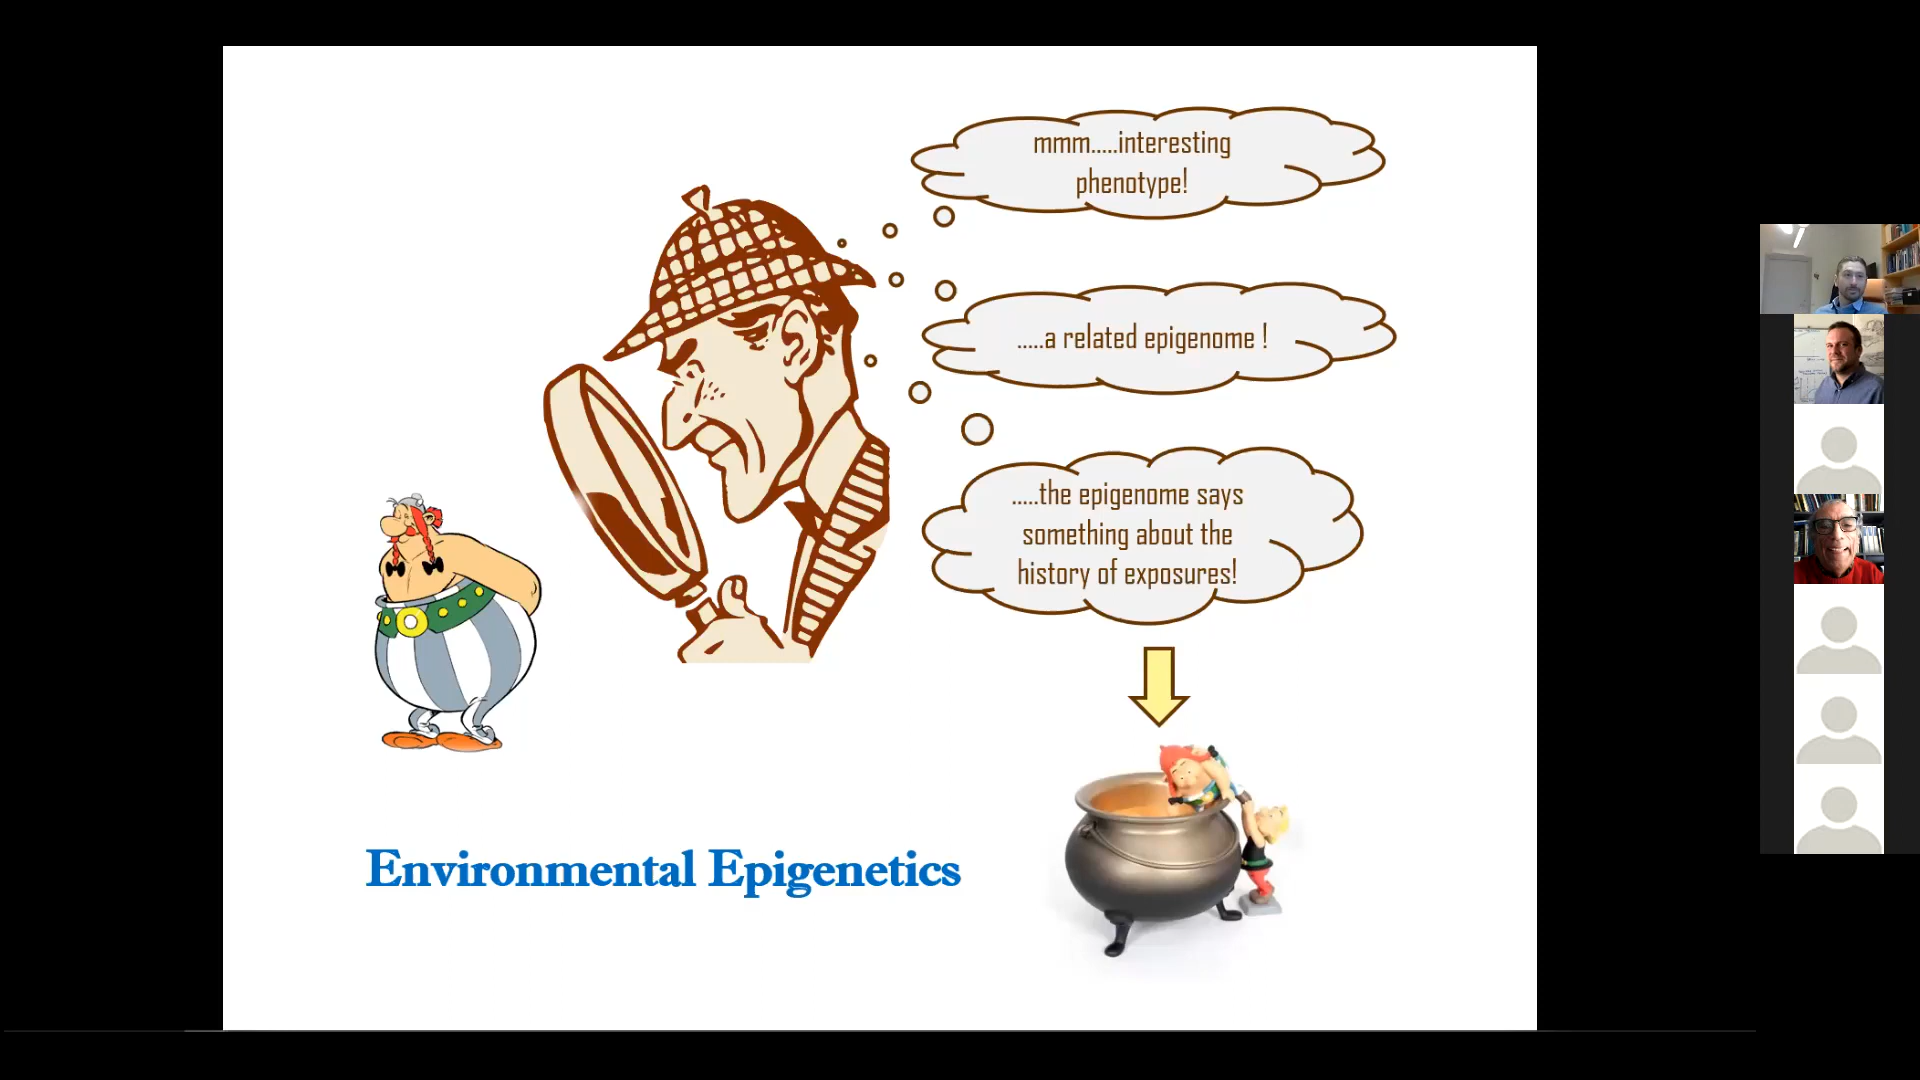 mmm.....interesting
phenotype!
.....a related epigenome !
.....the epigenome says
something about the
history of exposures!
Environmental Epigenetics